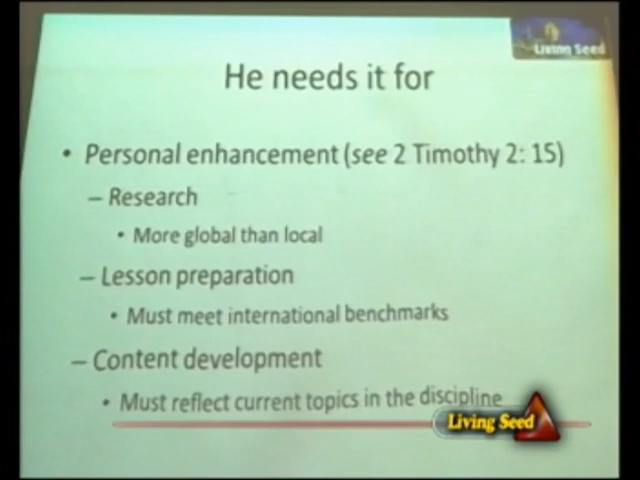 Living Seed
He needs it for
• Personal enhancement (see 2 Timothy 2: 15)
– Research
• More global than local
– Lesson preparation
• Must meet international benchmarks
– Content development
• Must reflect current topics in the discipline
Living Seed